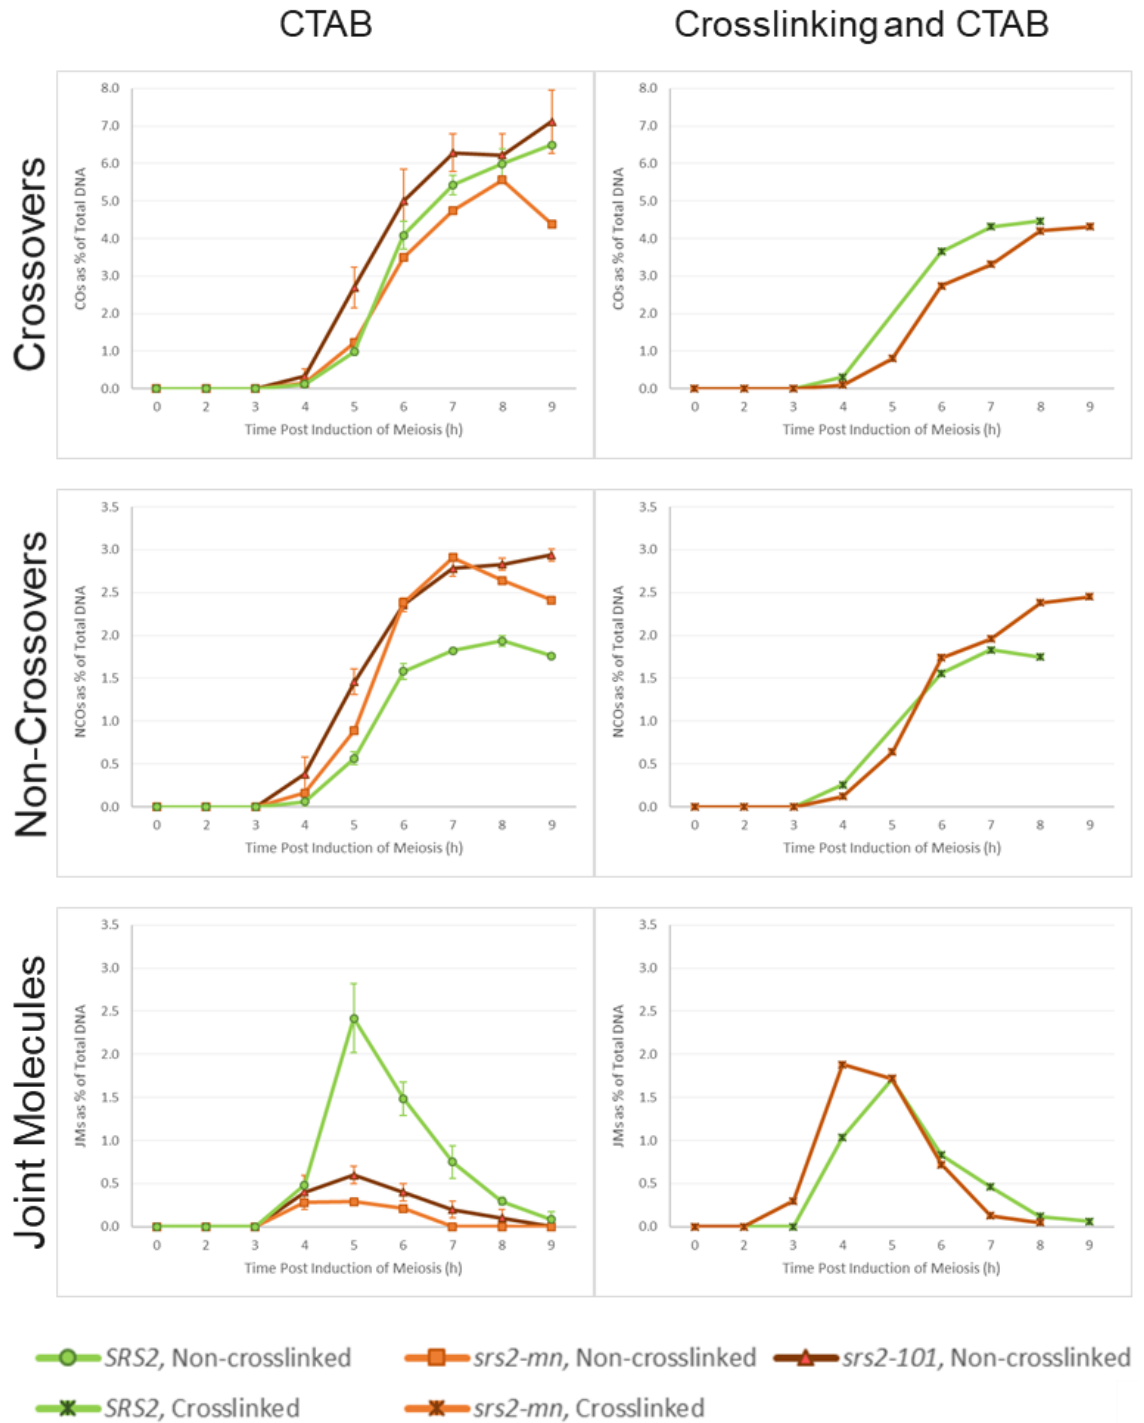 CTAB
Crosslinking and CTAB
Crossovers
COs as % of Total DNA
8.0
7.0
6.0
5.0
4.0
3.0
2.0
1.0
0.0
0 2 3 4 5 6 7 8 9
Time Post Induction of Meiosis (h)
COs as % of Total DNA
8.0
7.0
6.0
5.0
4.0
3.0
2.0
1.0
0.0
0 2 3 4 5 6 7 8 9
Time Post Induction of Meiosis (h)
Non-Crossovers
NCOs as % of Total DNA
3.5
3.0
2.5
2.0
1.5
1.0
0.5
0.0
0 2 3 4 5 6 7 8 9
Time Post Induction of Meiosis (h)
NCOs as % of Total DNA
3.5
3.0
2.5
2.0
1.5
1.0
0.5
0.0
0 2 3 4 5 6 7 8 9
Time Post Induction of Meiosis (h)
Joint Molecules
JMs as % of Total DNA
3.5
3.0
2.5
2.0
1.5
1.0
0.5
0.0
0 2 3 4 5 6 7 8 9
Time Post Induction of Meiosis (h)
JMs as % of Total DNA
3.5
3.0
2.5
2.0
1.5
1.0
0.5
0.0
0 2 3 4 5 6 7 8 9
Time Post Induction of Meiosis (h)
SRS2, Non-crosslinked
srs2-mn, Non-crosslinked
srs2-101, Non-crosslinked
SRS2, Crosslinked
srs2-mn, Crosslinked